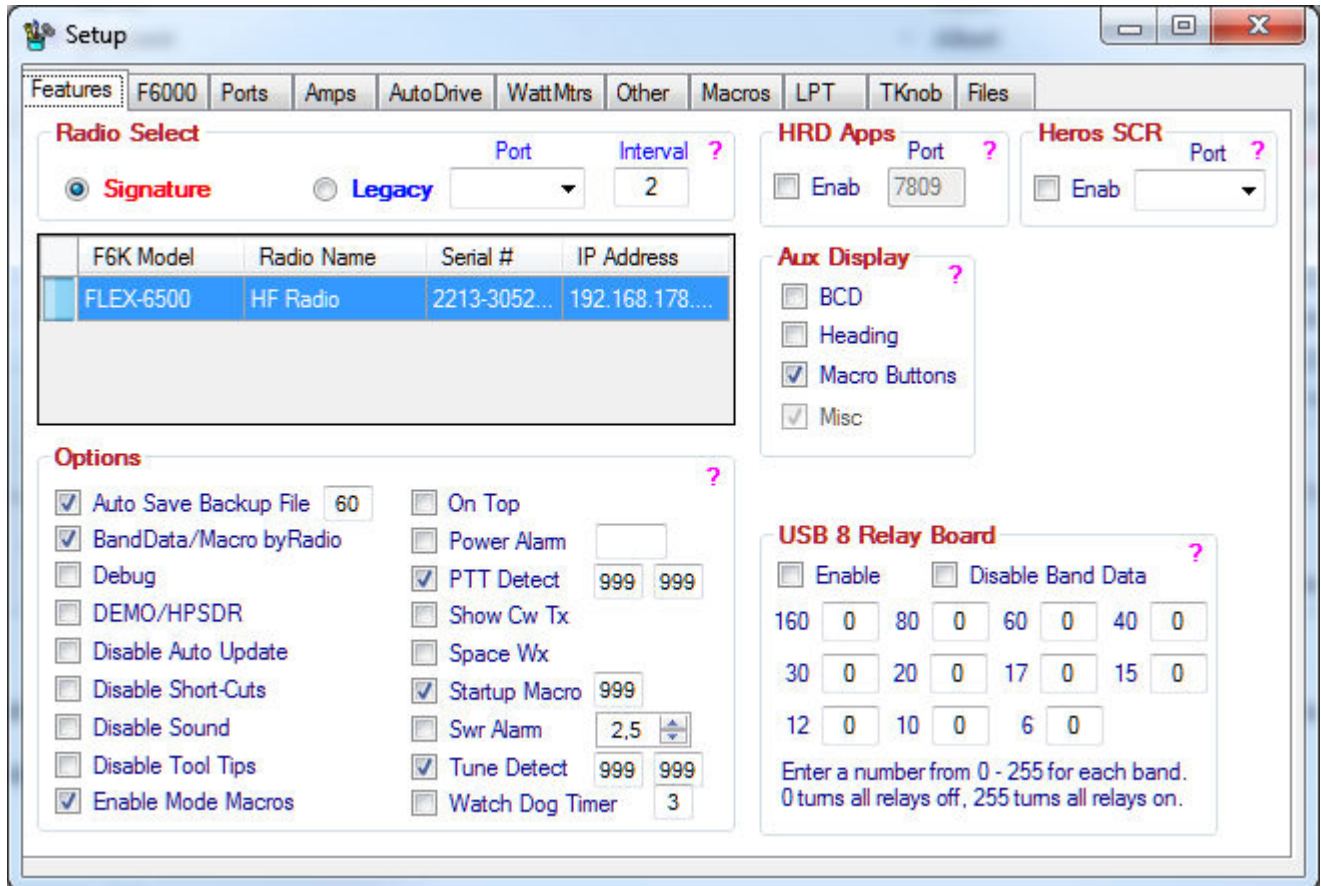 Setup
Features F6000 Ports Amps AutoDrive WattMtrs Other Macros LPT TKnob Files
Radio Select
Port Interval ?
Signature Legacy 2
HRD Apps
Port ?
Enab 7809
Heros SCR
Port ?
Enab
F6K Model Radio Name Serial # IP Address
FLEX-6500 HF Radio 2213-3052... 192.168.178....
Aux Display ?
BCD
Heading
Macro Buttons
Misc
Options ?
Auto Save Backup File 60
BandData/Macro byRadio
Debug
DEMO/HPSDR
Disable Auto Update
Disable Short-Cuts
Disable Sound
Disable Tool Tips
Enable Mode Macros
On Top
Power Alarm
PTT Detect 999 999
Show Cw Tx
Space Wx
Startup Macro 999
Swr Alarm 2,5
Tune Detect 999 999
Watch Dog Timer 3
USB 8 Relay Board ?
Enable Disable Band Data
160 0 80 0 60 0 40 0
30 0 20 0 17 0 15 0
12 0 10 0 6 0
Enter a number from 0 - 255 for each band.
0 turns all relays off, 255 turns all relays on.